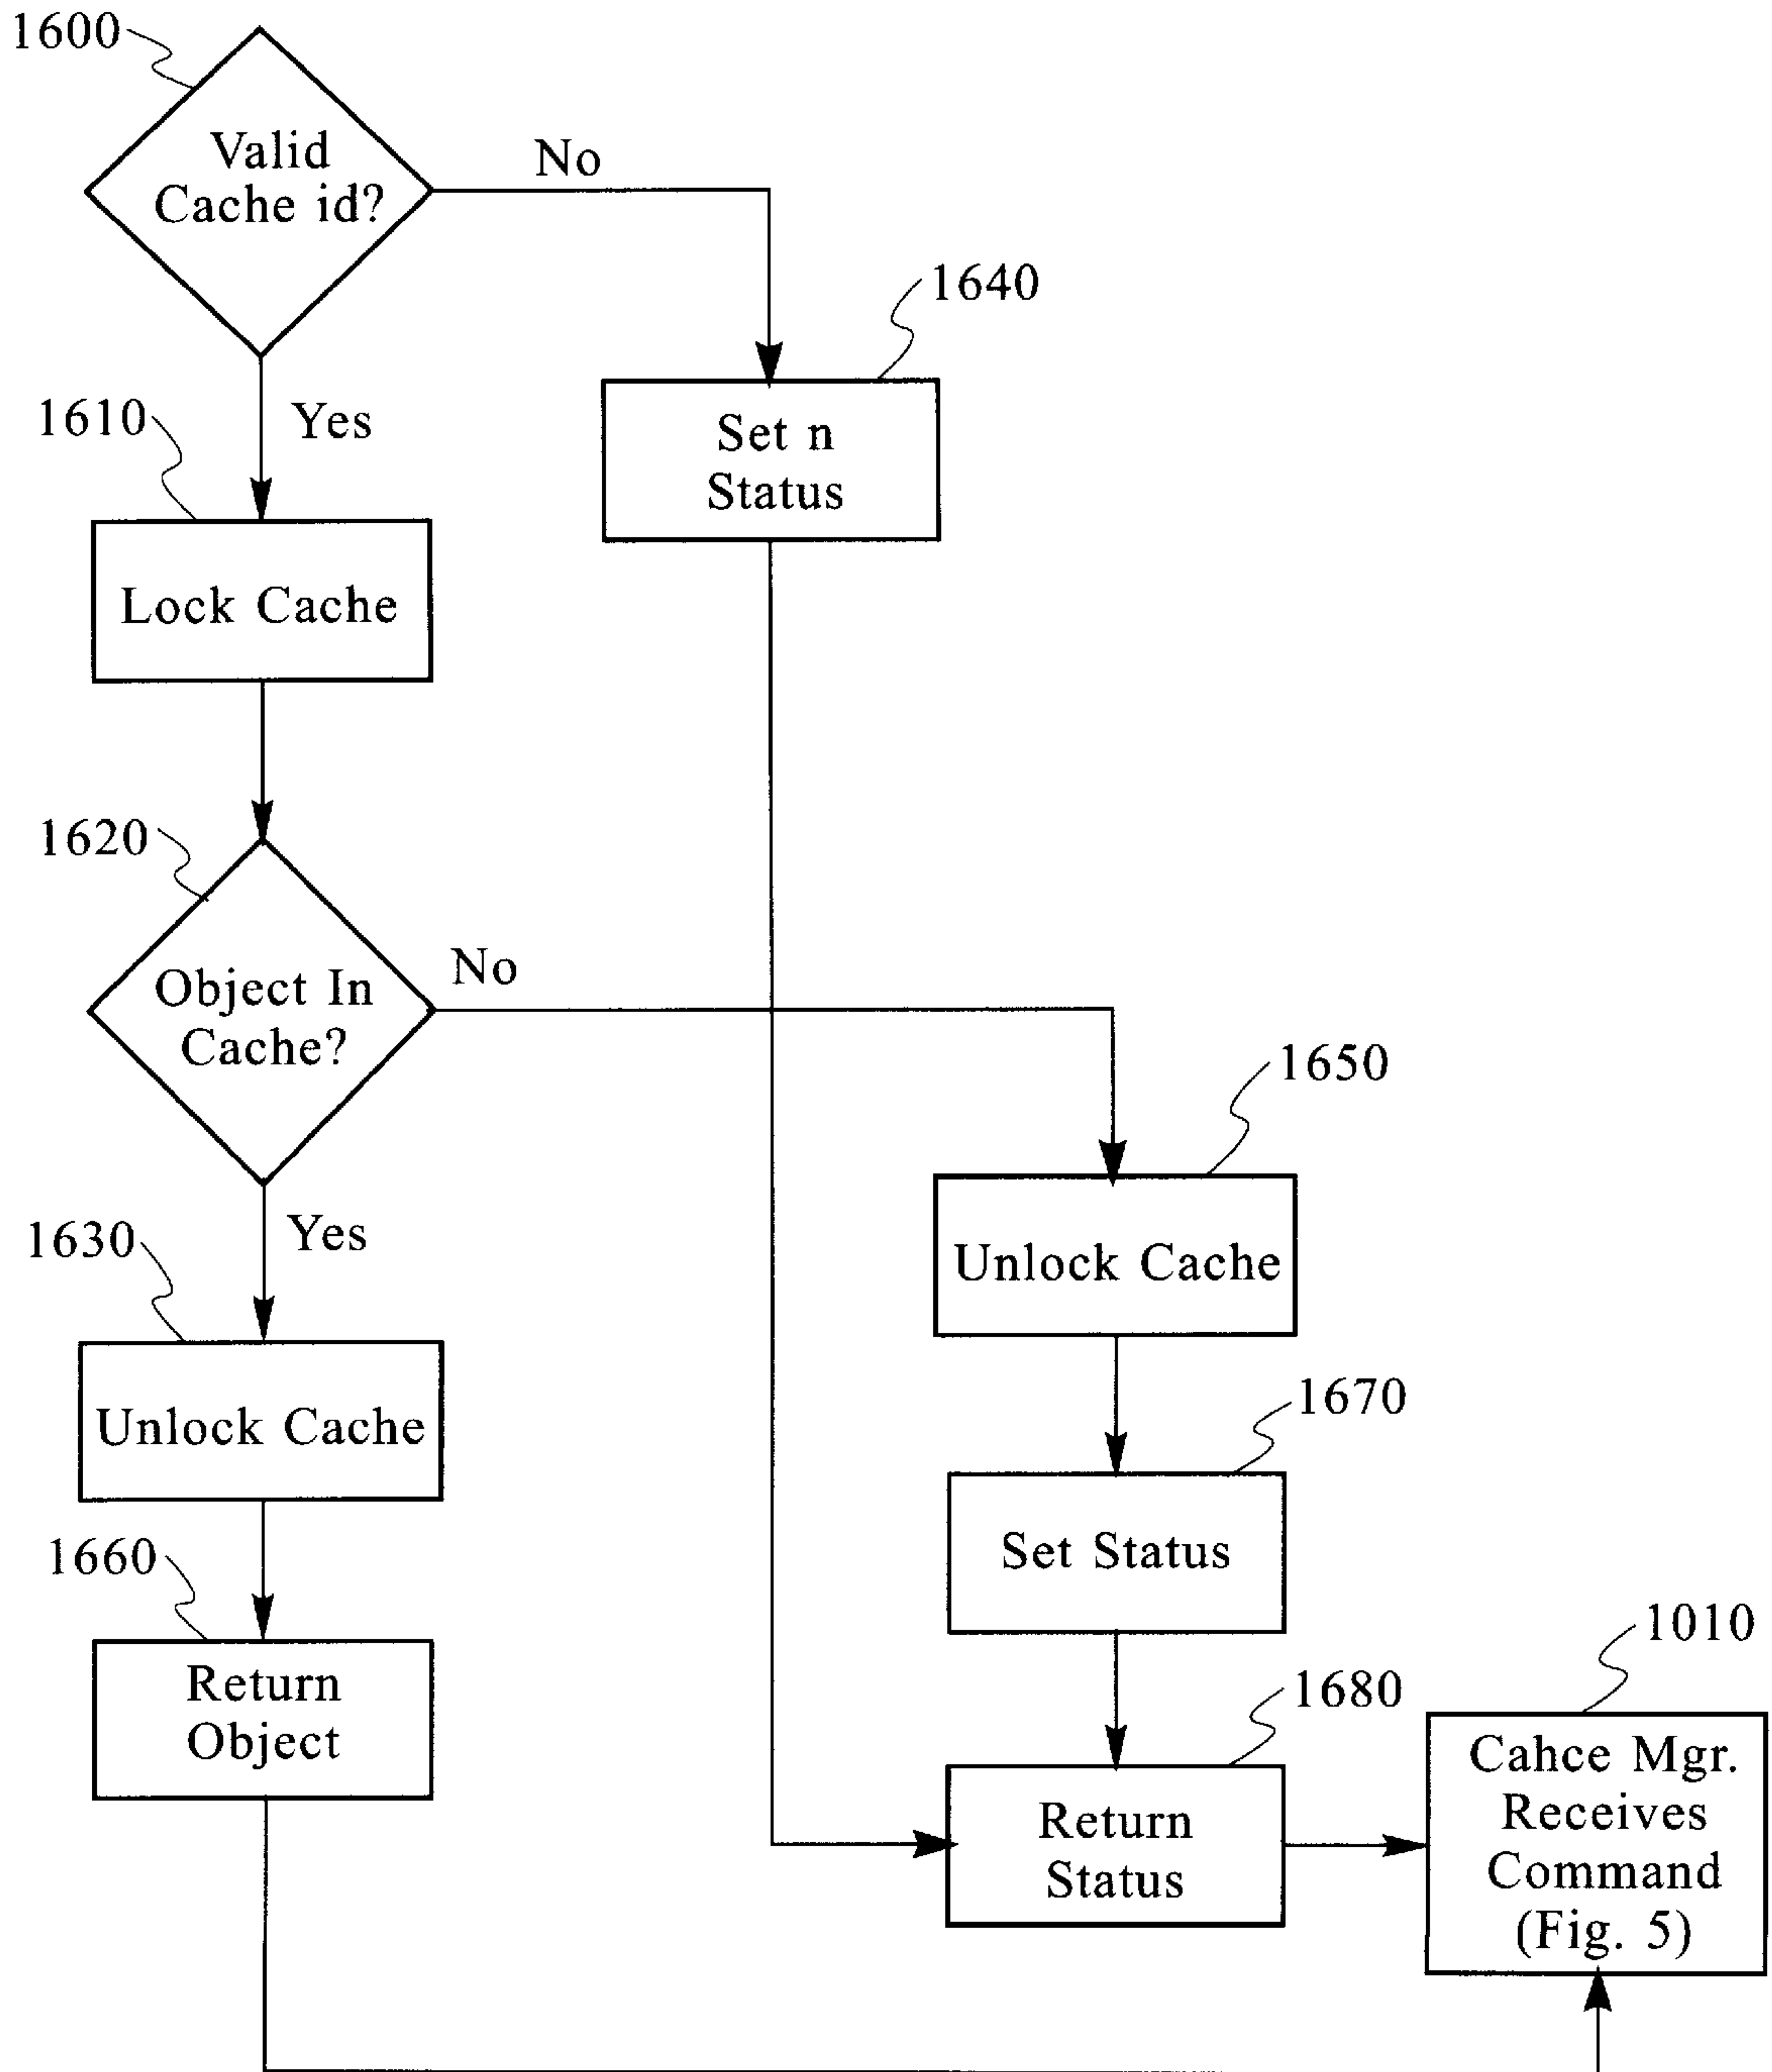 1600
Valid
Cache id?
No
1640
Set n
Status
1610
Yes
Lock Cache
1620
Object In
Cache?
No
1650
Unlock Cache
1630
Yes
Unlock Cache
1670
Set Status
1660
Return
Object
1680
Return
Status
1010
Cahce Mgr.
Receives
Command
(Fig. 5)